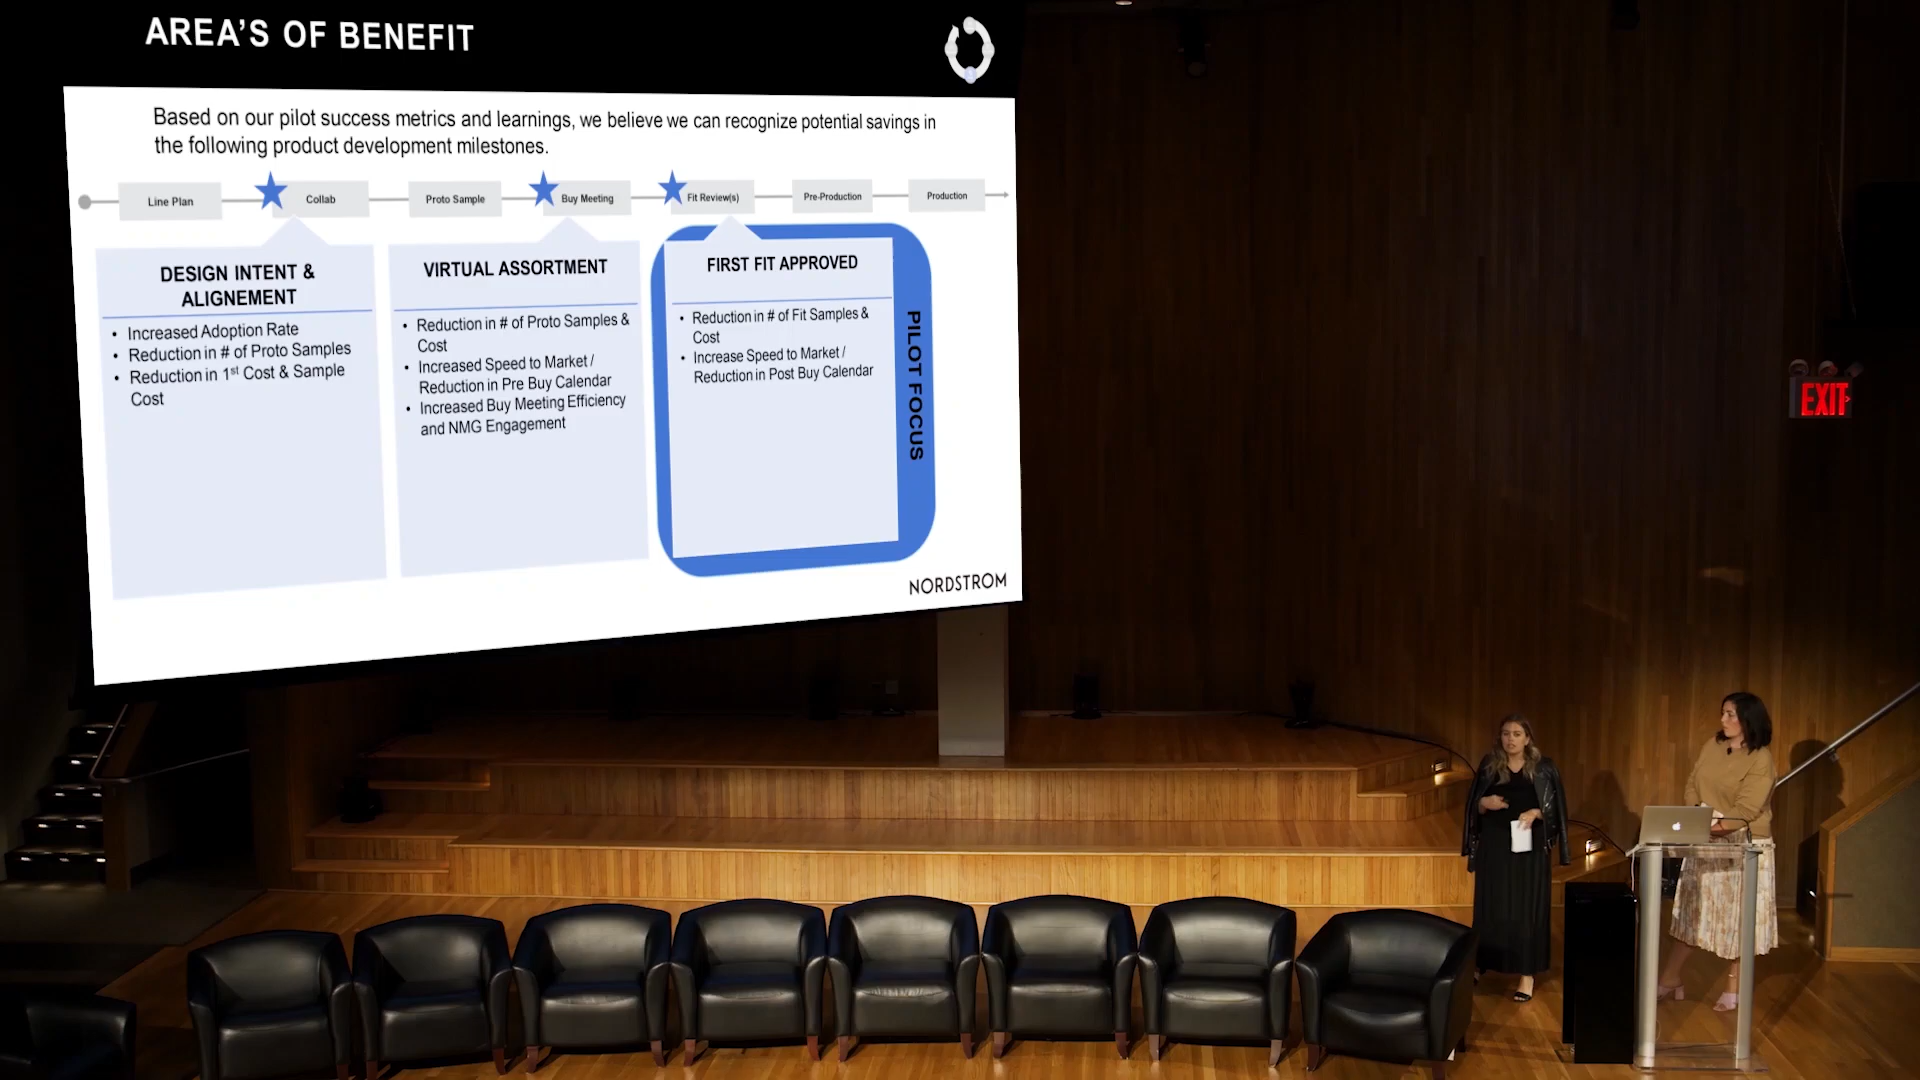 AREA'S OF BENEFIT
Based on our pilot success metrics and learnings, we believe we can recognize potential savings in
the following product development milestones.
Line Plan
Collab
Proto Sample
Buy Meeting
Fit Review(s)
Pre-Production
Production
DESIGN INTENT &
ALIGNEMENT
• Increased Adoption Rate
• Reduction in # of Proto Samples
• Reduction in 1st Cost & Sample
Cost
VIRTUAL ASSORTMENT
• Reduction in # of Proto Samples &
Cost
• Increased Speed to Market /
Reduction in Pre Buy Calendar
• Increased Buy Meeting Efficiency
and NMG Engagement
FIRST FIT APPROVED
• Reduction in # of Fit Samples &
Cost
• Increase Speed to Market /
Reduction in Post Buy Calendar
PILOT FOCUS
NORDSTROM
EXIT